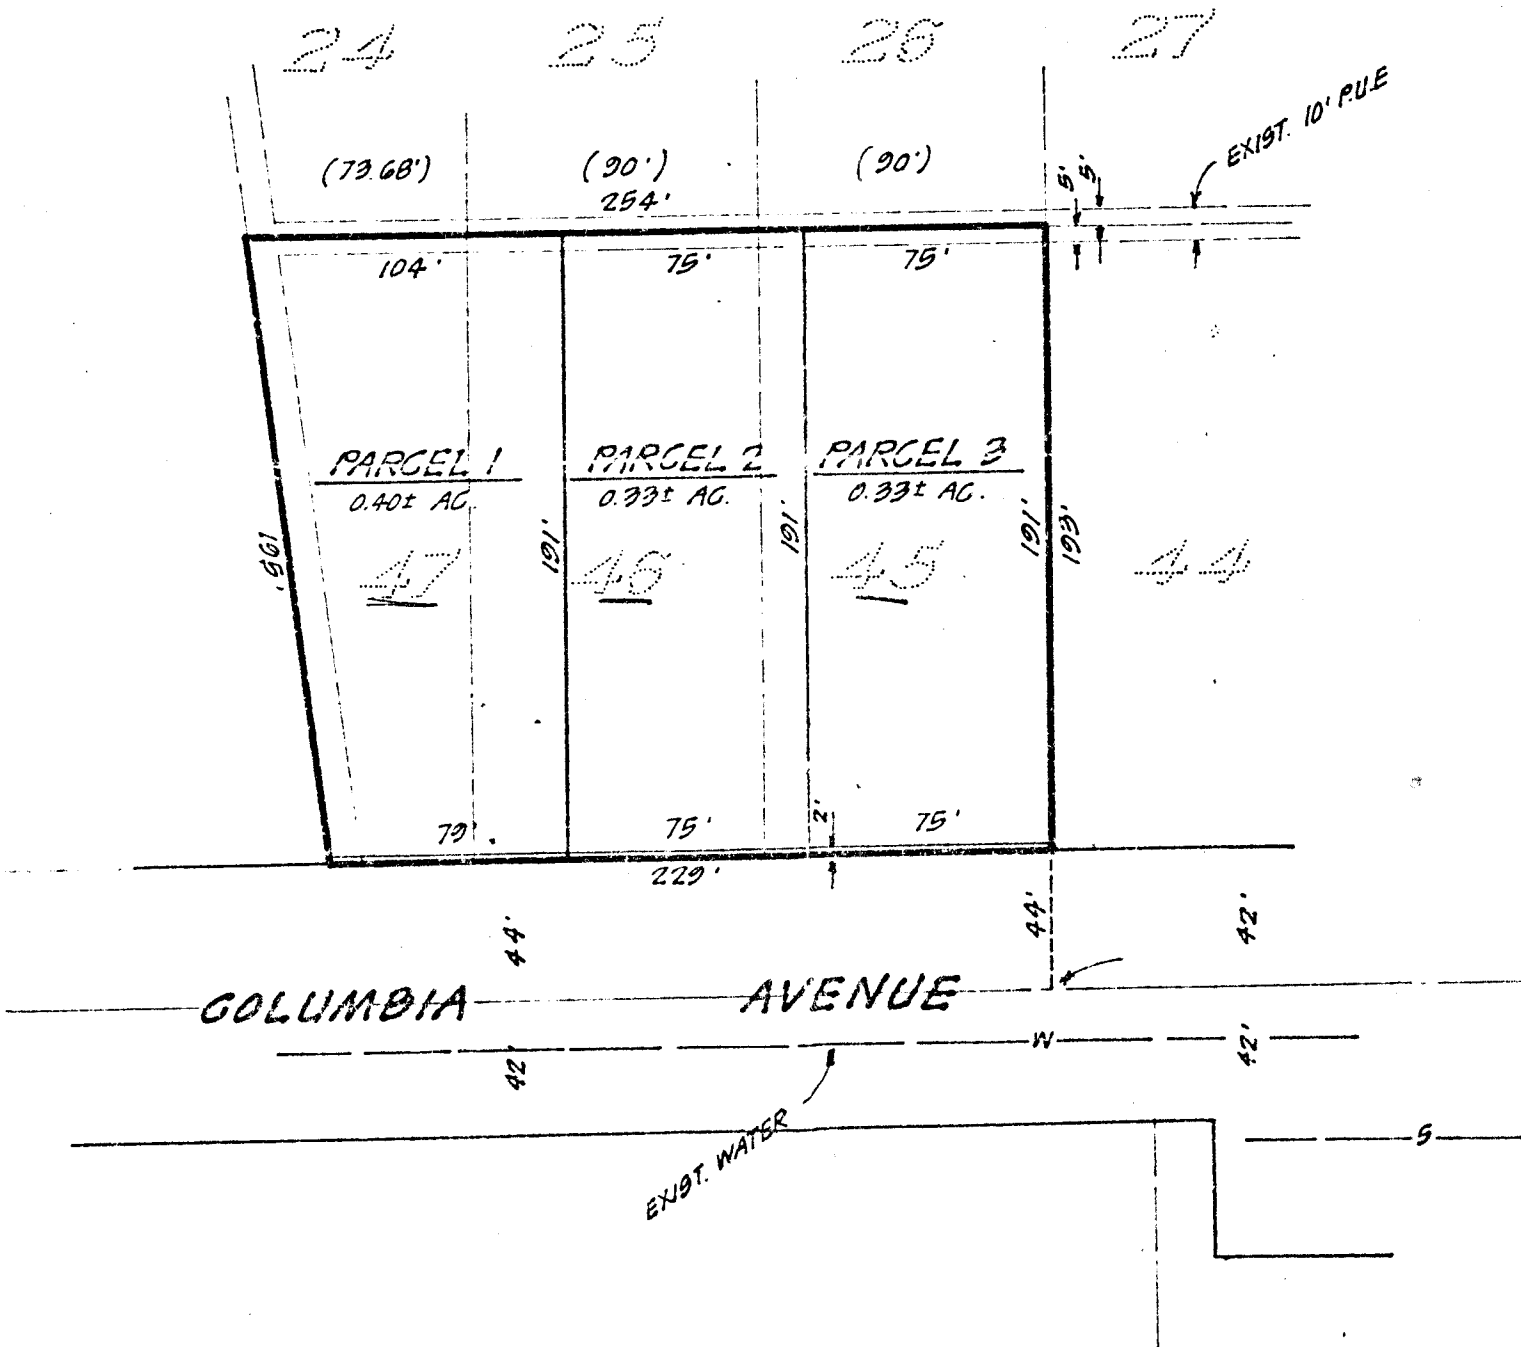 24 25 26 27
EXIST. 10' P.U.E
(73.68') (90') (90')
254'
5' 5'
104' 75' 75'
PARCEL 1 PARCEL 2 PARCEL 3
0.40± AC. 0.33± AC. 0.33± AC.
195' 191' 191' 191' 193'
47 46 45 44
2'
79' 75' 75'
229'
44' 44' 42'
COLUMBIA AVENUE
W
42' 42'
EXIST. WATER
S